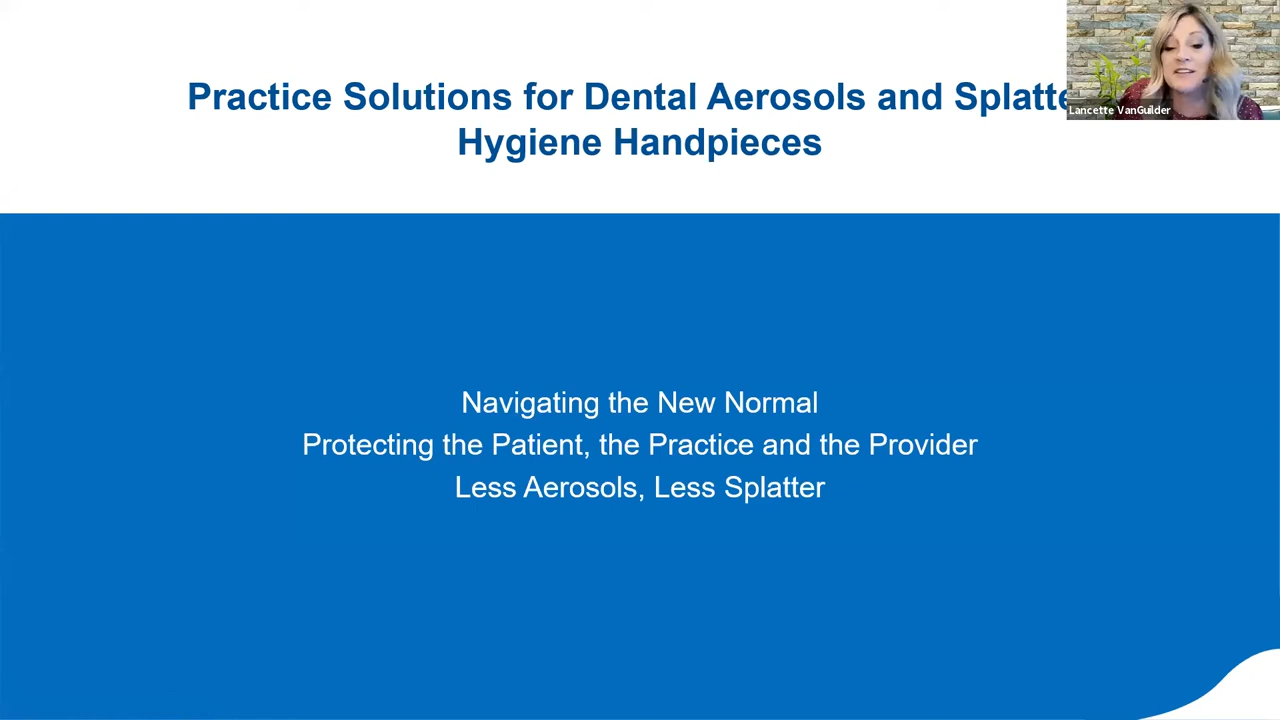 Practice Solutions for Dental Aerosols and Splatte
Hygiene Handpieces
Lancette VanGuilder
Navigating the New Normal
Protecting the Patient, the Practice and the Provider
Less Aerosols, Less Splatter